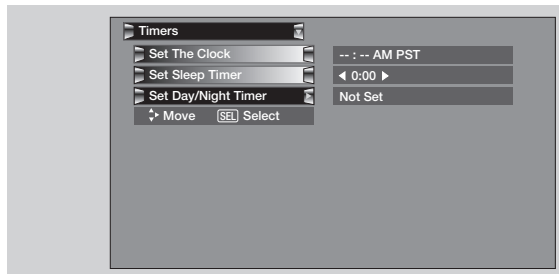 Timers
Set The Clock -- : -- AM PST
Set Sleep Timer 0:00
Set Day/Night Timer Not Set
Move SEL Select